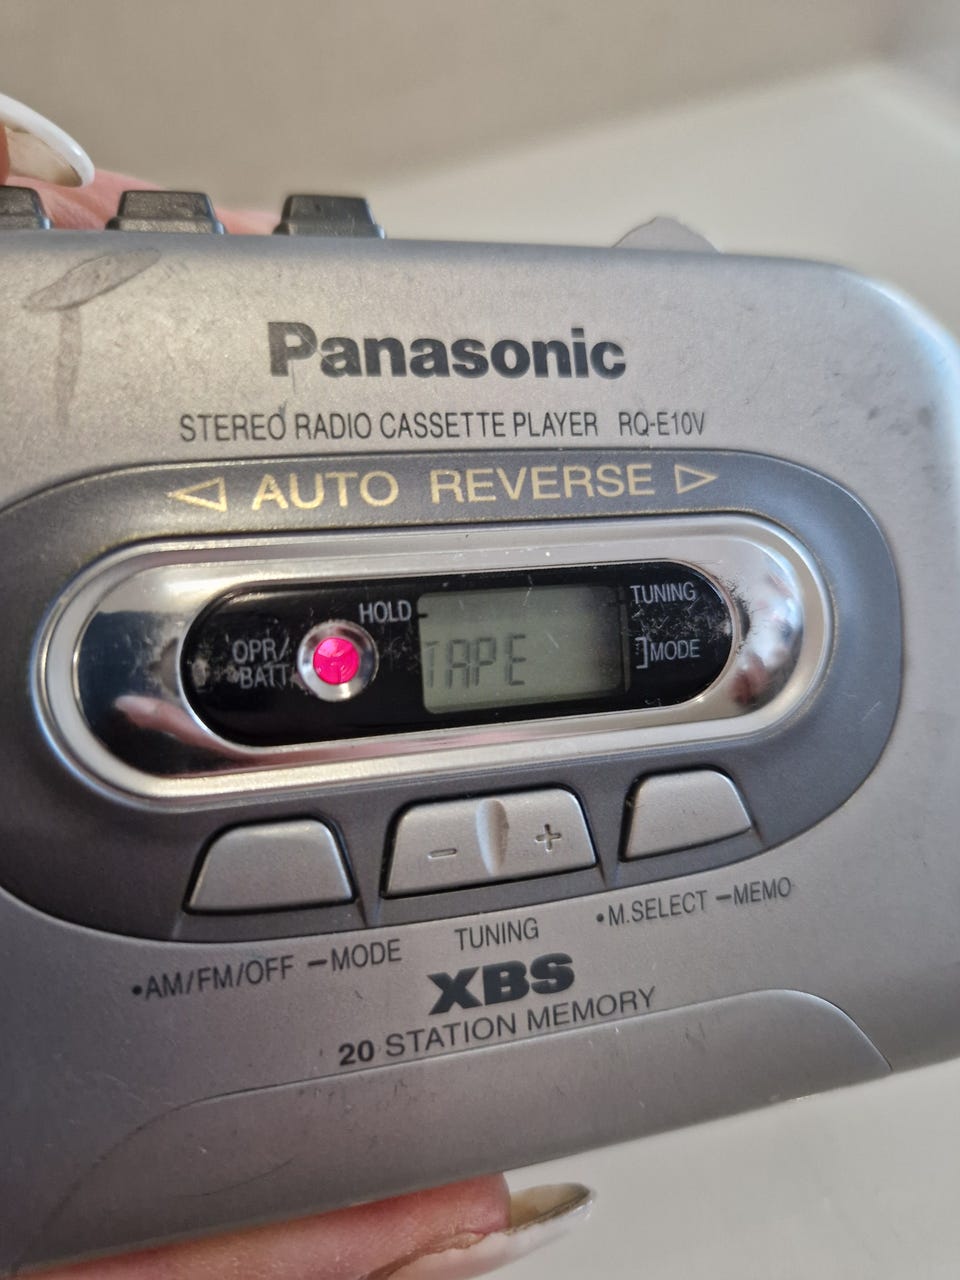 Panasonic
STEREO RADIO CASSETTE PLAYER RQ-E10V
◁ AUTO REVERSE ▷
HOLD
TUNING
OPR/
BATT
TAPE
MODE
− +
•AM/FM/OFF −MODE
TUNING
•M.SELECT −MEMO
XBS
20 STATION MEMORY